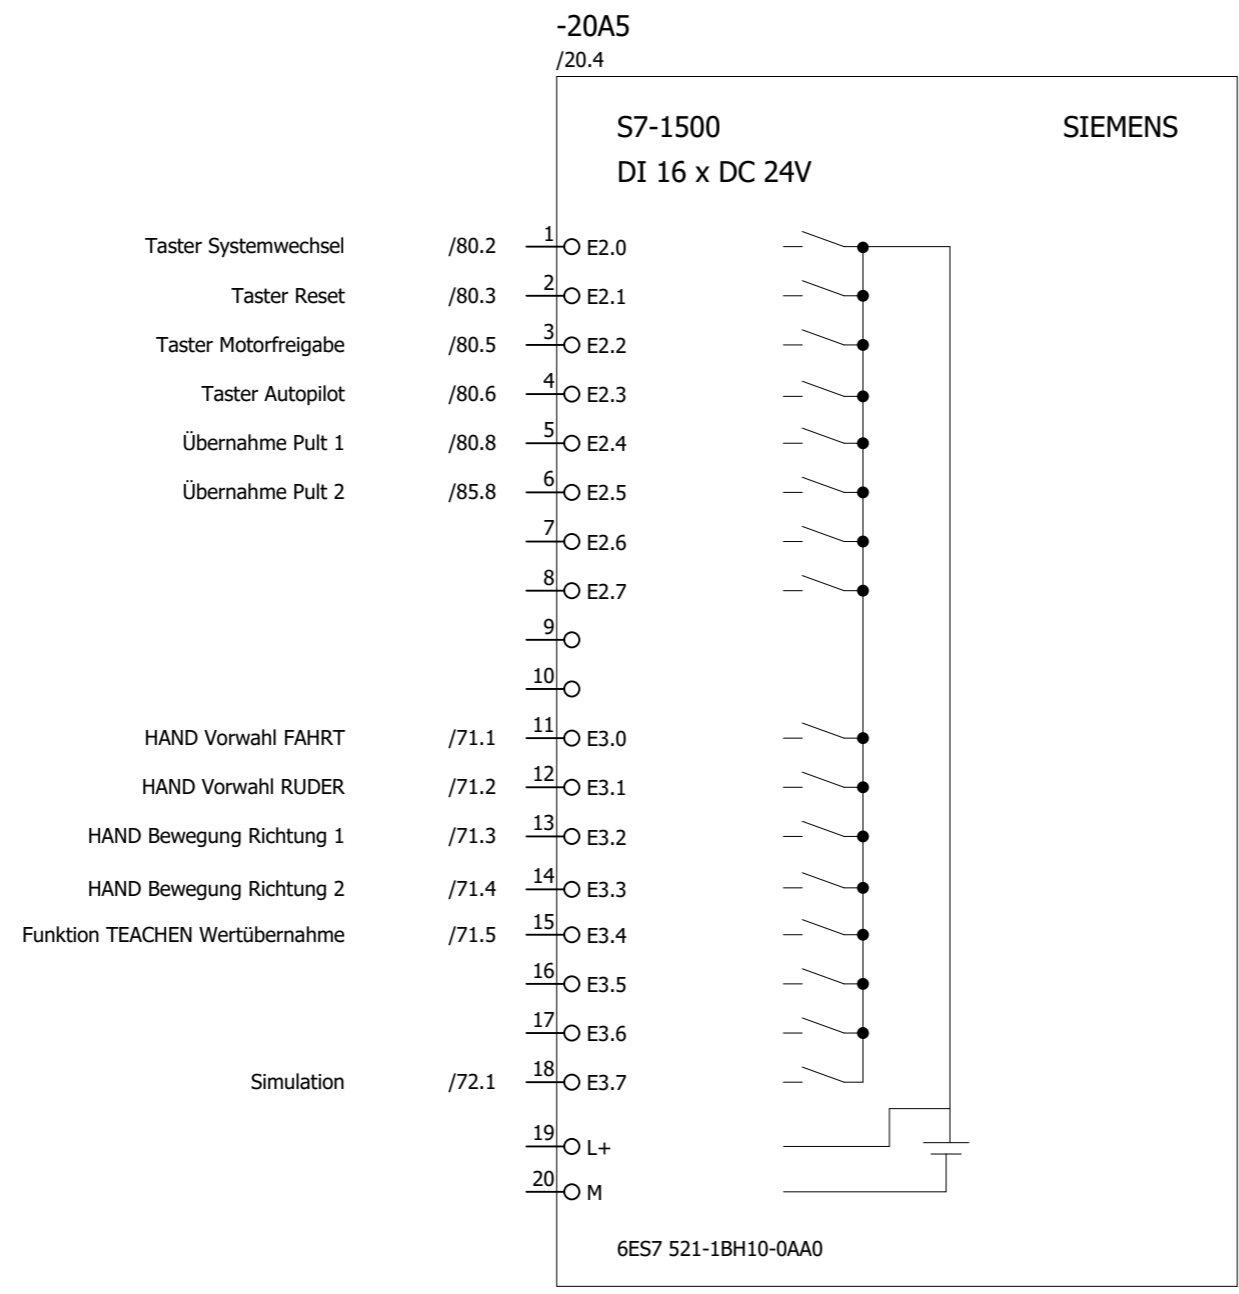 -20A5
/20.4
S7-1500 SIEMENS
DI 16 x DC 24V
Taster Systemwechsel /80.2 1 E2.0
Taster Reset /80.3 2 E2.1
Taster Motorfreigabe /80.5 3 E2.2
Taster Autopilot /80.6 4 E2.3
Übernahme Pult 1 /80.8 5 E2.4
Übernahme Pult 2 /85.8 6 E2.5
7 E2.6
8 E2.7
9
10
HAND Vorwahl FAHRT /71.1 11 E3.0
HAND Vorwahl RUDER /71.2 12 E3.1
HAND Bewegung Richtung 1 /71.3 13 E3.2
HAND Bewegung Richtung 2 /71.4 14 E3.3
Funktion TEACHEN Wertübernahme /71.5 15 E3.4
16 E3.5
17 E3.6
Simulation /72.1 18 E3.7
19 L+
20 M
6ES7 521-1BH10-0AA0